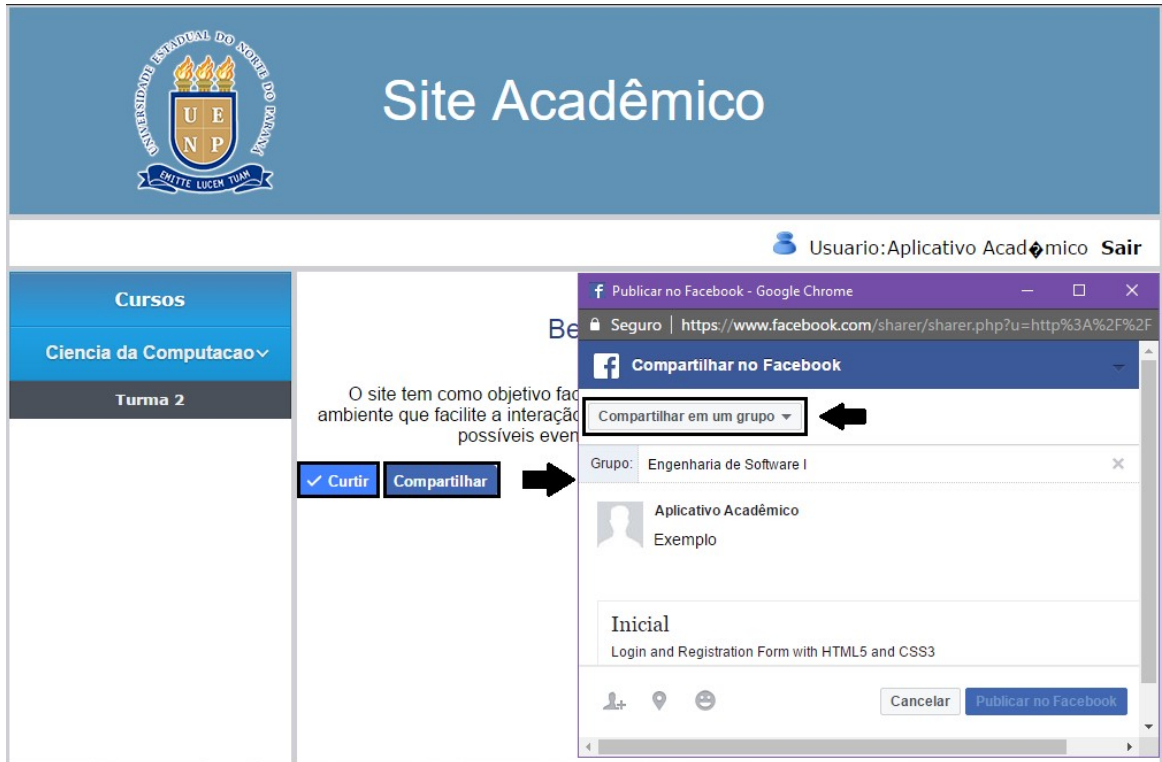 UNIVERSIDADE ESTADUAL DO NORTE DO PARANÁ
U E
N P
EMITTE LUCEM TUAM
Site Acadêmico
Usuario:Aplicativo Acad�mico Sair
Cursos
Ciencia da Computacao
Turma 2
Be
O site tem como objetivo fac
ambiente que facilite a interação
possíveis even
Curtir Compartilhar
Publicar no Facebook - Google Chrome
Seguro | https://www.facebook.com/sharer/sharer.php?u=http%3A%2F%2F
f Compartilhar no Facebook
Compartilhar em um grupo
Grupo: Engenharia de Software I
Aplicativo Acadêmico
Exemplo
Inicial
Login and Registration Form with HTML5 and CSS3
Cancelar Publicar no Facebook